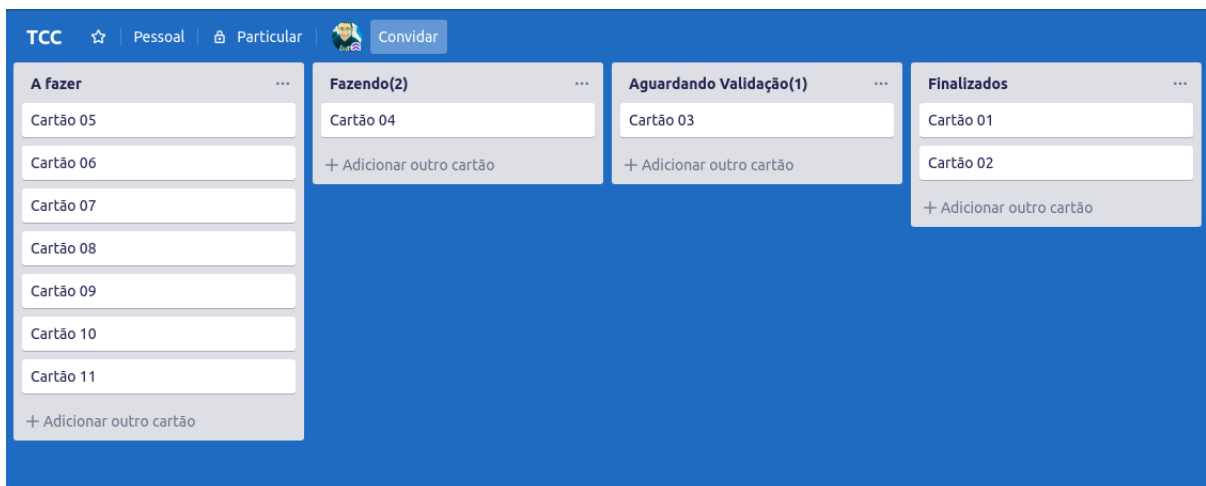 TCC
Pessoal
Particular
Convidar
A fazer
Cartão 05
Cartão 06
Cartão 07
Cartão 08
Cartão 09
Cartão 10
Cartão 11
+ Adicionar outro cartão
Fazendo(2)
Cartão 04
+ Adicionar outro cartão
Aguardando Validação(1)
Cartão 03
+ Adicionar outro cartão
Finalizados
Cartão 01
Cartão 02
+ Adicionar outro cartão